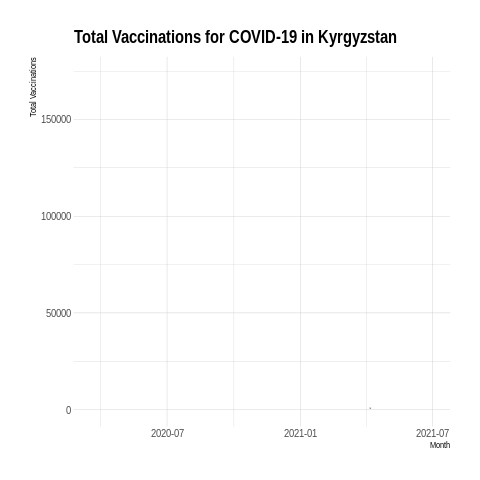 Total Vaccinations for COVID-19 in Kyrgyzstan
Total Vaccinations
150000
100000
50000
0
2020-07 2021-01 2021-07
Month